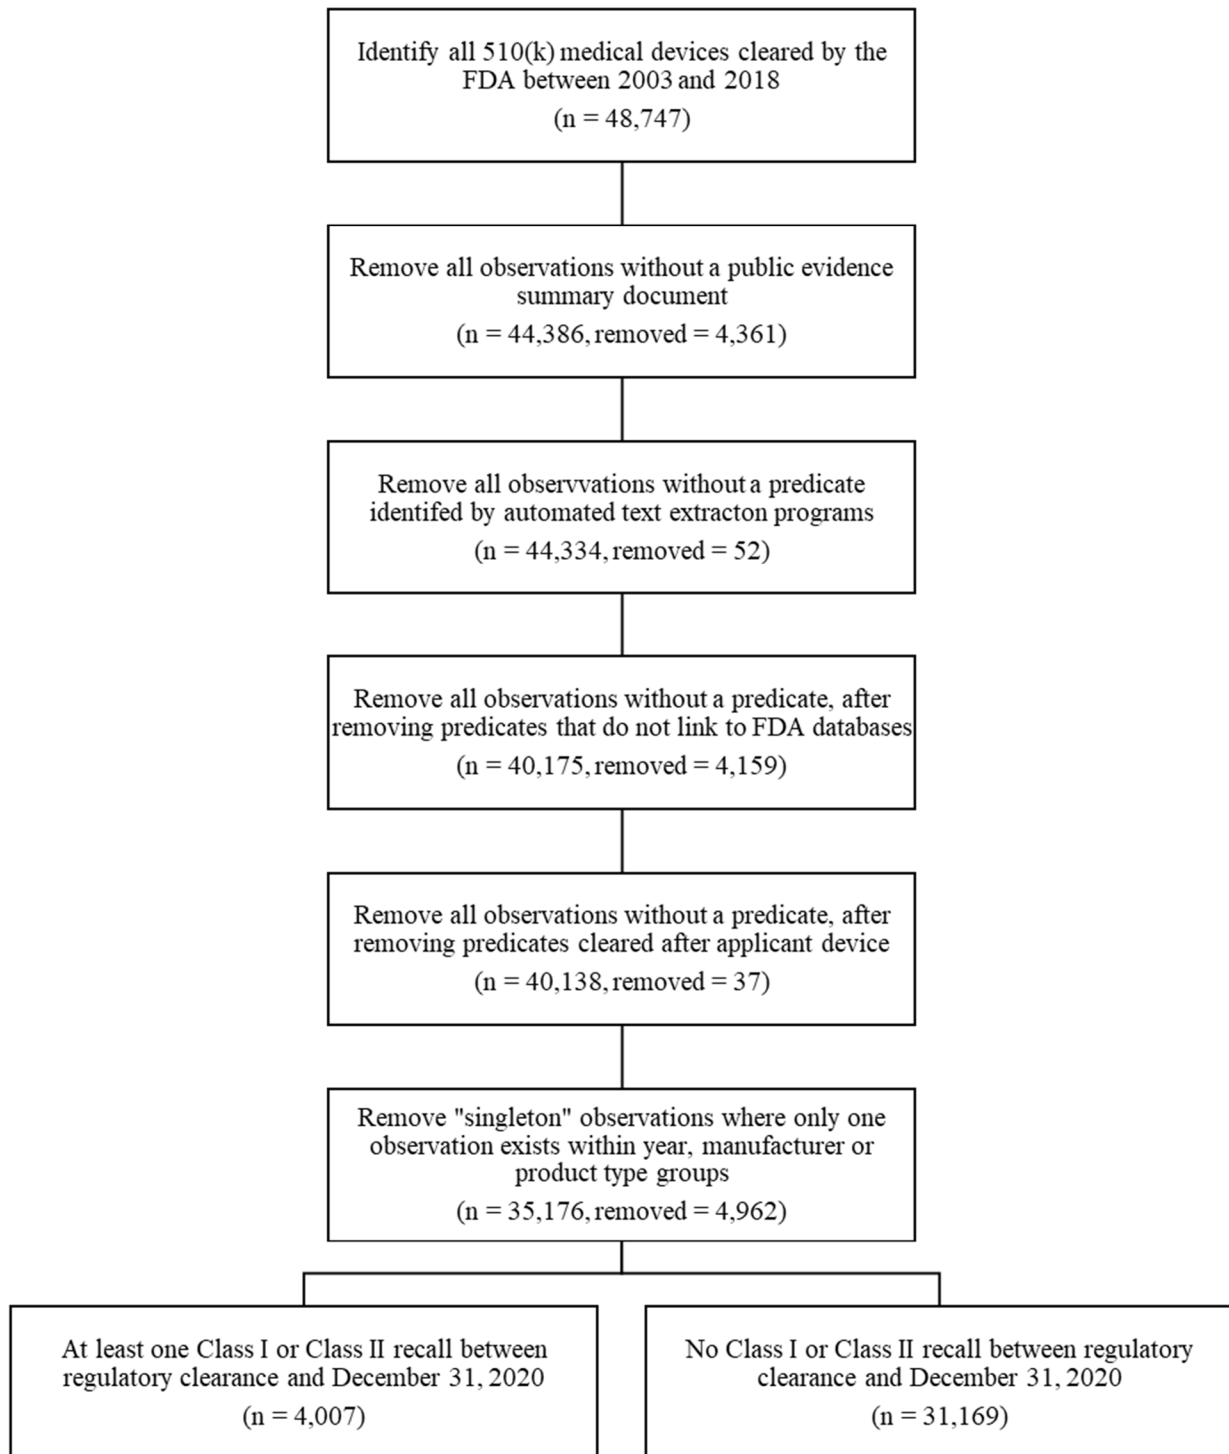 Identify all 510(k) medical devices cleared by the
FDA between 2003 and 2018
(n = 48,747)
Remove all observations without a public evidence
summary document
(n = 44,386, removed = 4,361)
Remove all observvations without a predicate
identifed by automated text extracton programs
(n = 44,334, removed = 52)
Remove all observations without a predicate, after
removing predicates that do not link to FDA databases
(n = 40,175, removed = 4,159)
Remove all observations without a predicate, after
removing predicates cleared after applicant device
(n = 40,138, removed = 37)
Remove "singleton" observations where only one
observation exists within year, manufacturer or
product type groups
(n = 35,176, removed = 4,962)
At least one Class I or Class II recall between
regulatory clearance and December 31, 2020
(n = 4,007)
No Class I or Class II recall between regulatory
clearance and December 31, 2020
(n = 31,169)